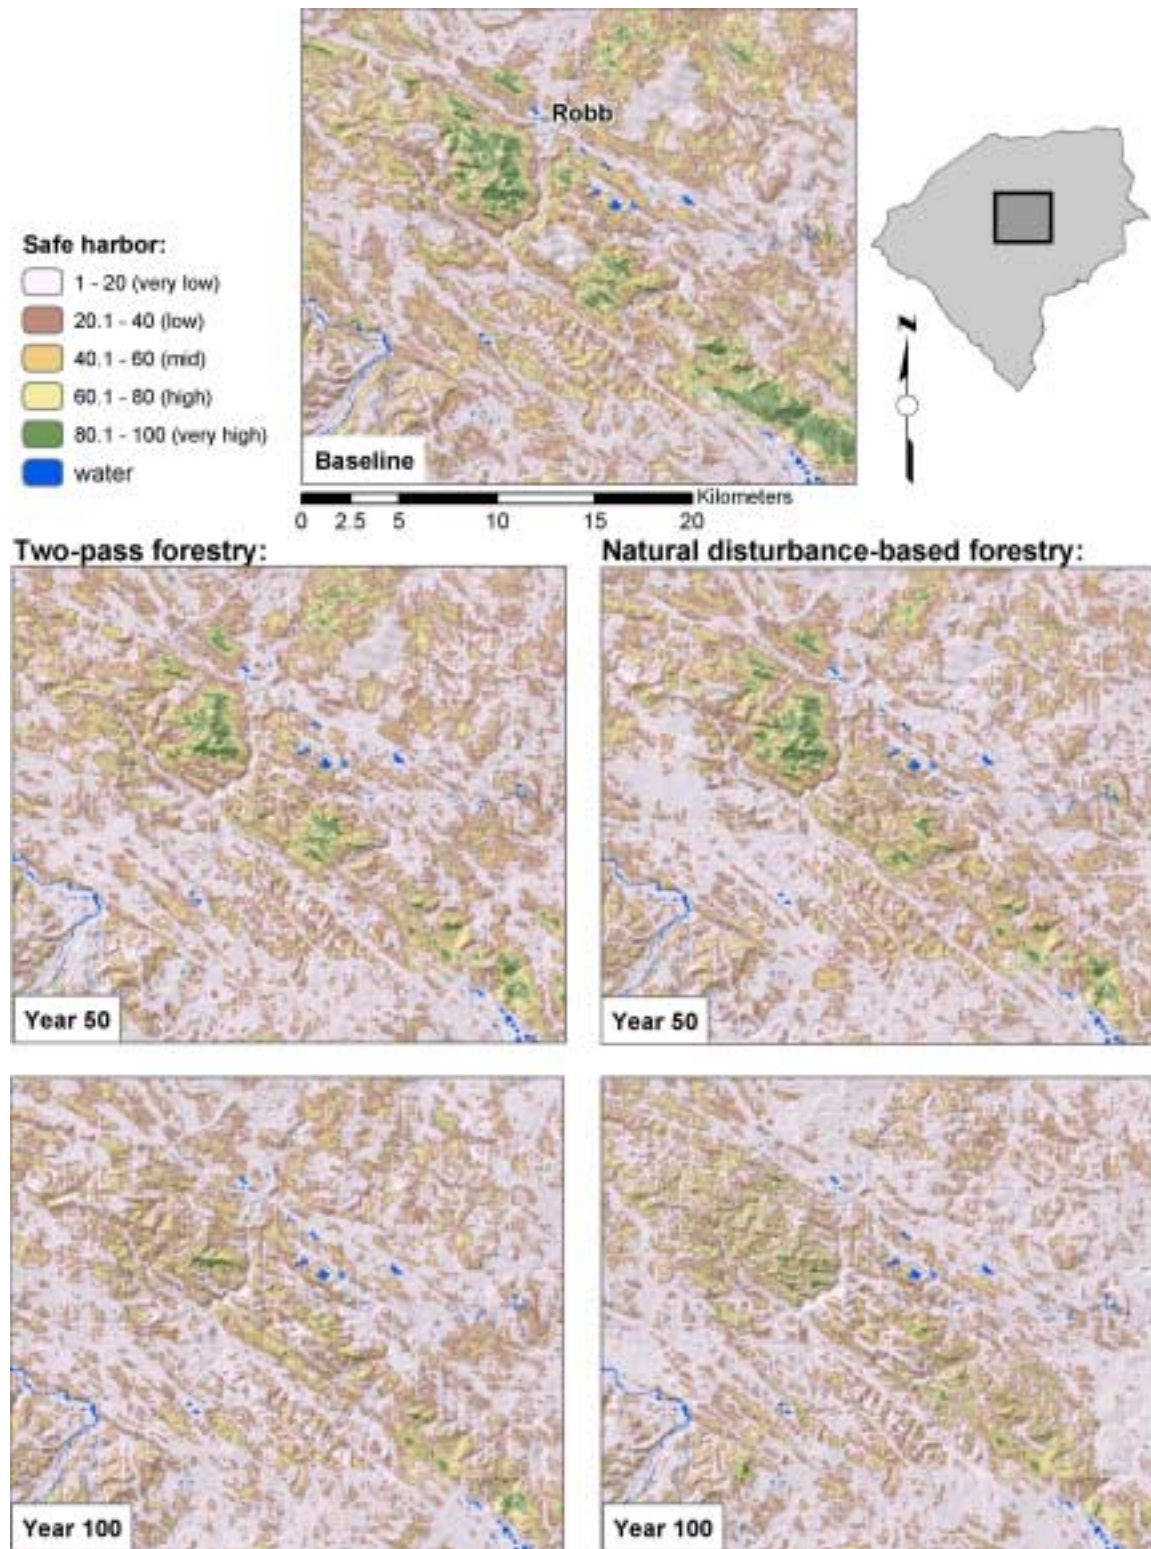 Robb
Safe harbor:
1 - 20 (very low)
20.1 - 40 (low)
40.1 - 60 (mid)
60.1 - 80 (high)
80.1 - 100 (very high)
water
N
Baseline
Kilometers
0 2.5 5 10 15 20
Two-pass forestry:
Natural disturbance-based forestry:
Year 50
Year 50
Year 100
Year 100